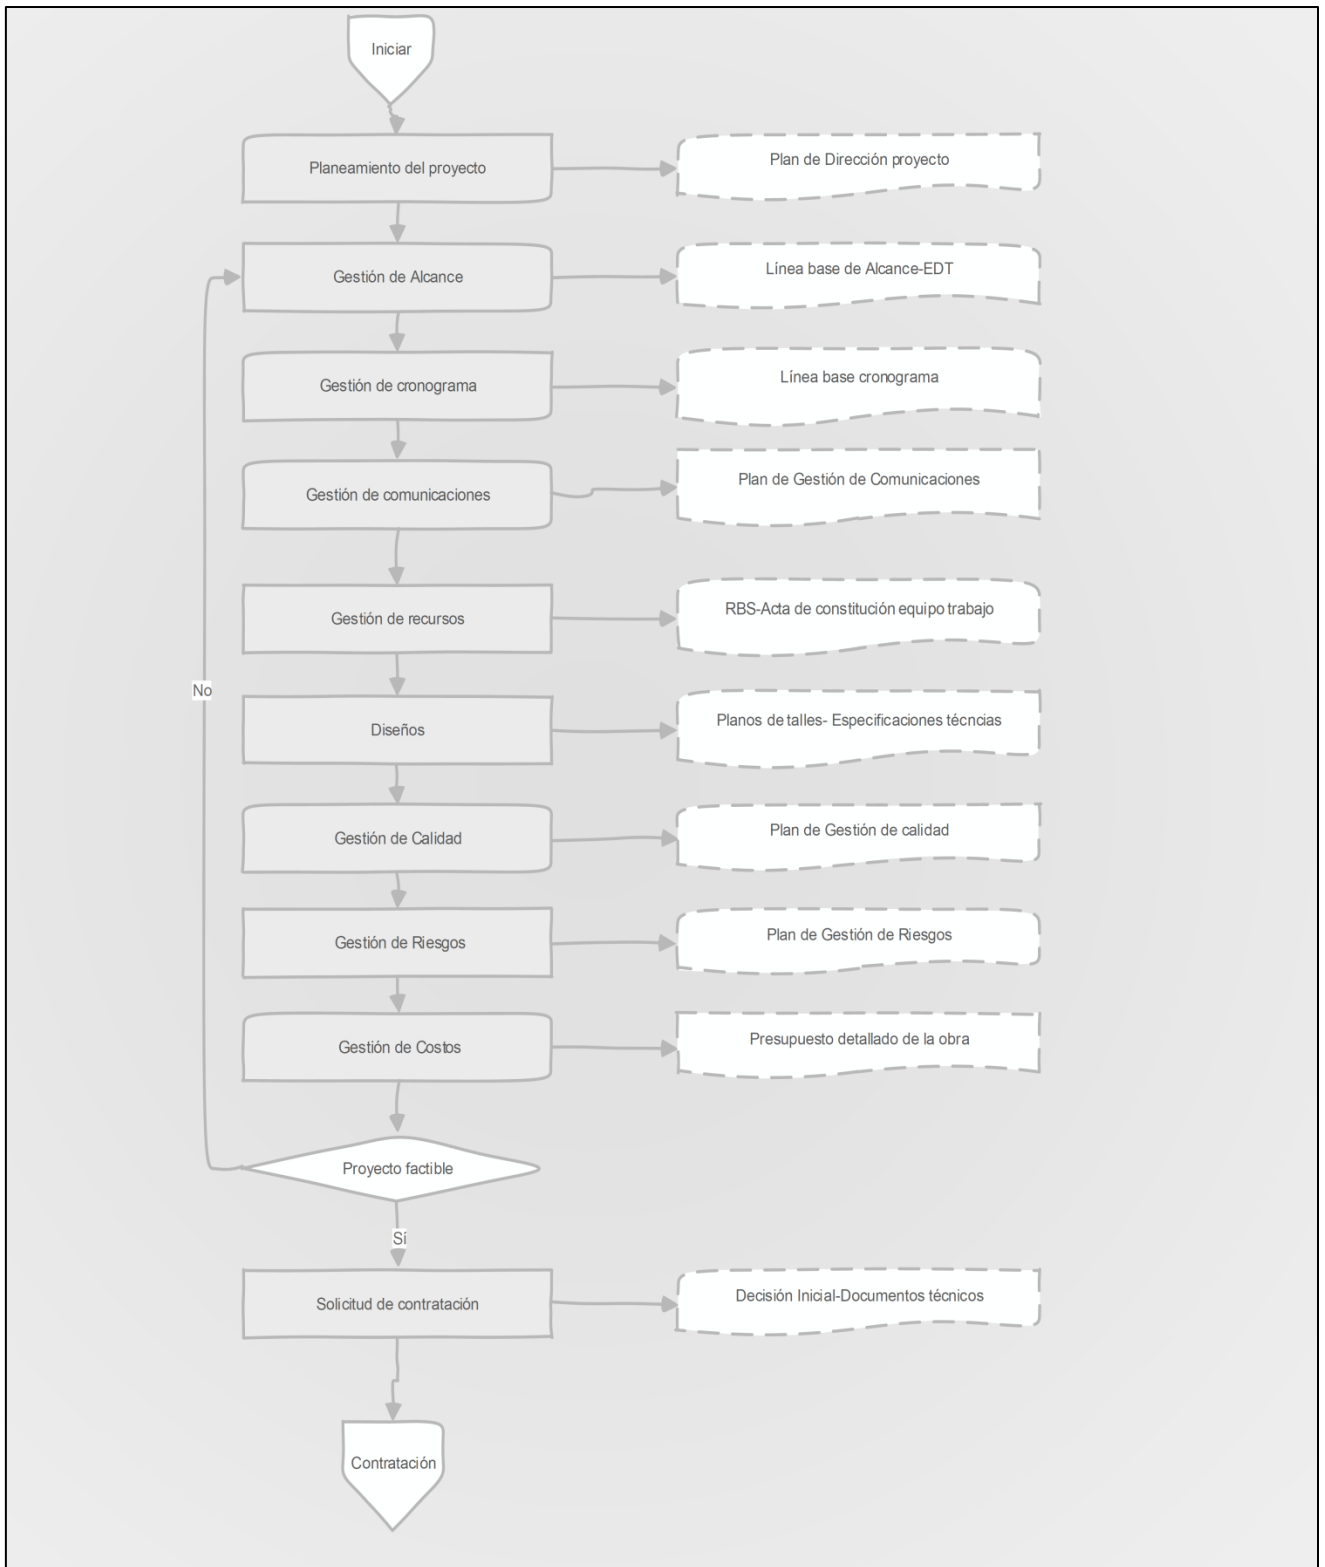 Iniciar
Planeamiento del proyecto
Plan de Dirección proyecto
Gestión de Alcance
Línea base de Alcance-EDT
Gestión de cronograma
Línea base cronograma
Gestión de comunicaciones
Plan de Gestión de Comunicaciones
Gestión de recursos
RBS-Acta de constitución equipo trabajo
No
Diseños
Planos de talles- Especificaciones técncias
Gestión de Calidad
Plan de Gestión de calidad
Gestión de Riesgos
Plan de Gestión de Riesgos
Gestión de Costos
Presupuesto detallado de la obra
Proyecto factible
Sí
Solicitud de contratación
Decisión Inicial-Documentos técnicos
Contratación